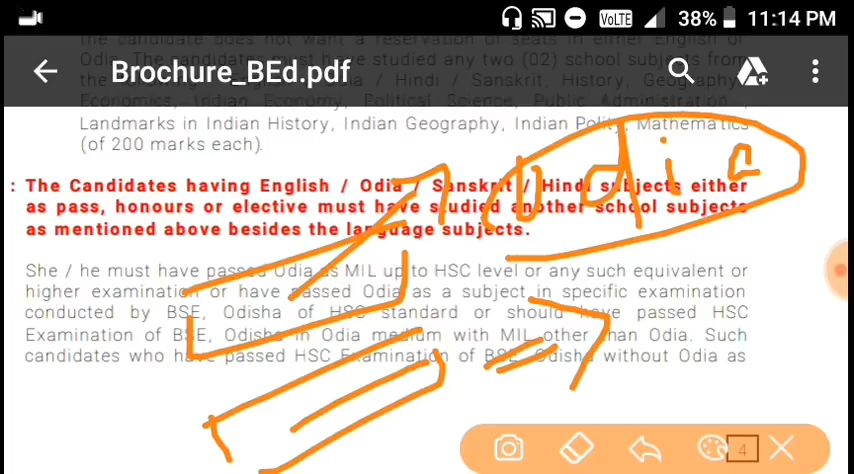 VoLTE 38% 11:14 PM
Brochure_BEd.pdf
the candidate does not want a reservation of seats in either English or
Odia. The candidates must have studied any two (02) school subjects from
the following: English / Odia / Hindi / Sanskrit, History, Geography,
Economics, Indian Economy, Political Science, Public Administration,
Landmarks in Indian History, Indian Geography, Indian Polity, Mathematics
(of 200 marks each).
: The Candidates having English / Odia / Sanskrit / Hindi subjects either
as pass, honours or elective must have studied another school subjects
as mentioned above besides the language subjects.
She / he must have passed Odia as MIL up to HSC level or any such equivalent or
higher examination or have passed Odia as a subject in specific examination
conducted by BSE, Odisha of HSC standard or should have passed HSC
Examination of BSE, Odisha in Odia medium with MIL other than Odia. Such
candidates who have passed HSC Examination of BSE, Odisha without Odia as
4